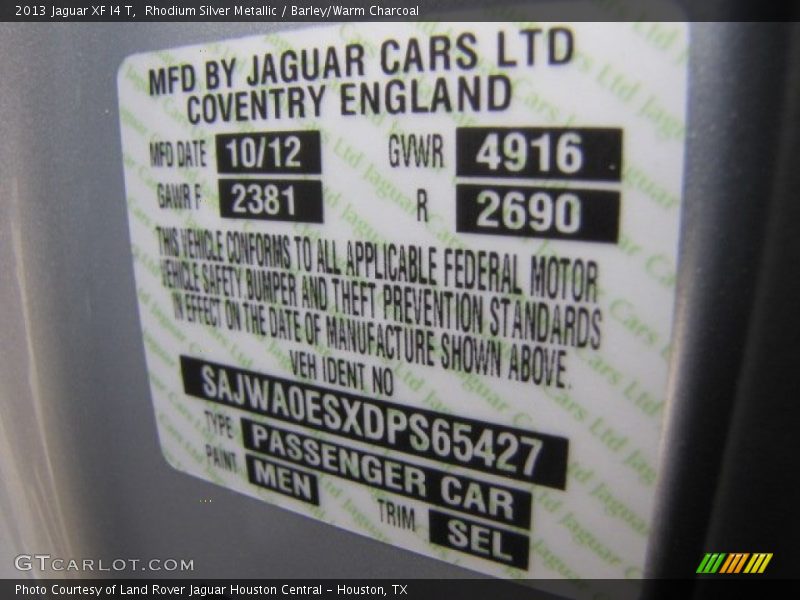 2013 Jaguar XF I4 T,  Rhodium Silver Metallic / Barley/Warm Charcoal
MFD BY JAGUAR CARS LTD
COVENTRY ENGLAND
MFD DATE 10/12 GVWR 4916
GAWR F 2381 R 2690
THIS VEHICLE CONFORMS TO ALL APPLICABLE FEDERAL MOTOR
VEHICLE SAFETY BUMPER AND THEFT PREVENTION STANDARDS
IN EFFECT ON THE DATE OF MANUFACTURE SHOWN ABOVE.
VEH IDENT NO
SAJWA0ESXDPS65427
TYPE PASSENGER CAR
PAINT MEN TRIM SEL
GTCARLOT.COM
Photo Courtesy of Land Rover Jaguar Houston Central - Houston, TX